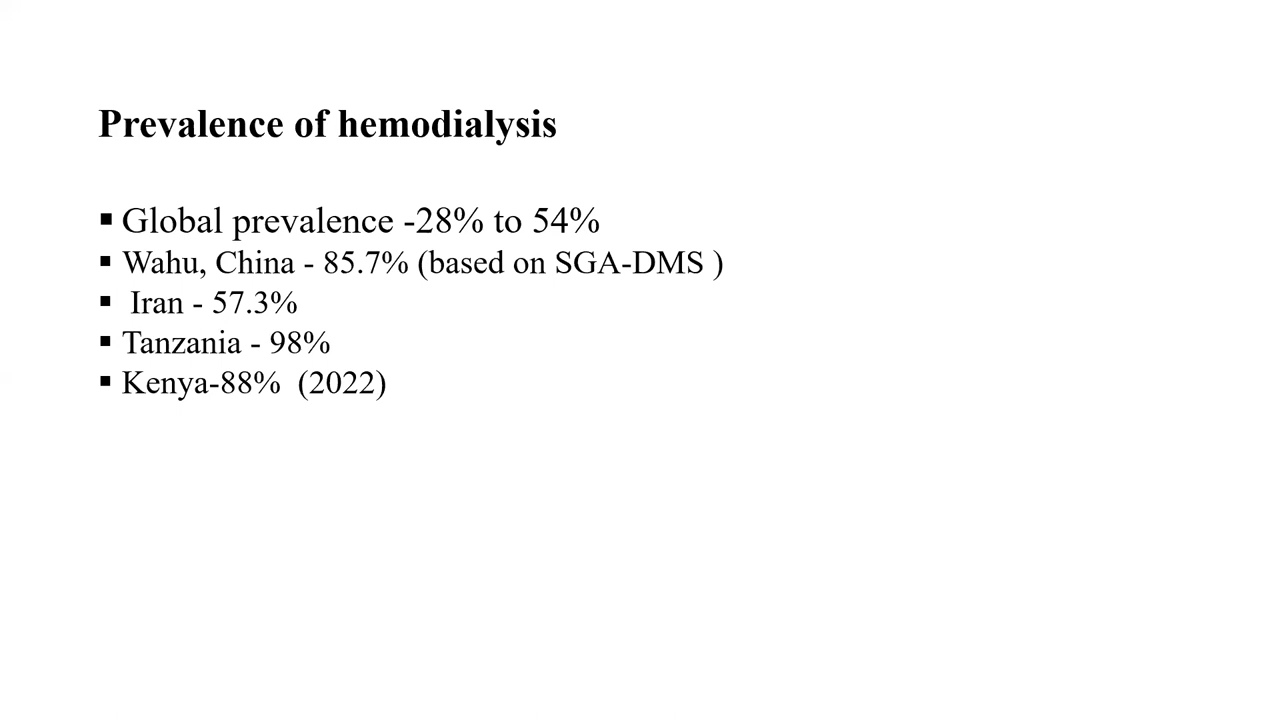 Prevalence of hemodialysis
▪ Global prevalence -28% to 54%
▪ Wahu, China - 85.7% (based on SGA-DMS )
▪ Iran - 57.3%
▪ Tanzania - 98%
▪ Kenya-88% (2022)